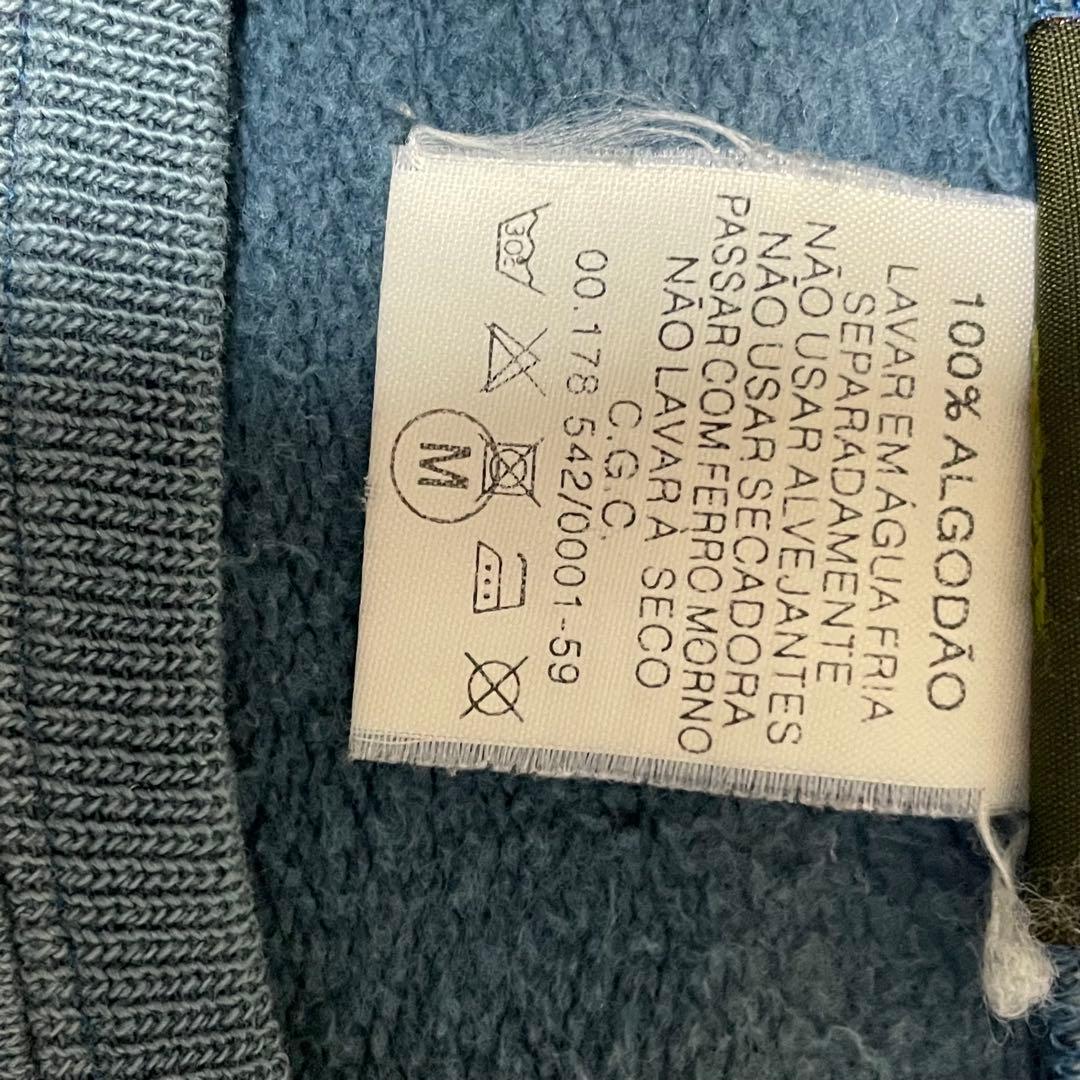 100% ALGODÃO
LAVAR EM ÁGUA FRIA
SEPARADAMENTE
NÃO USAR ALVEJANTES
NÃO USAR SECADORA
PASSAR COM FERRO MORNO
NÃO LAVAR À SECO
C.G.C.
00.178 542/0001-59
30°
M